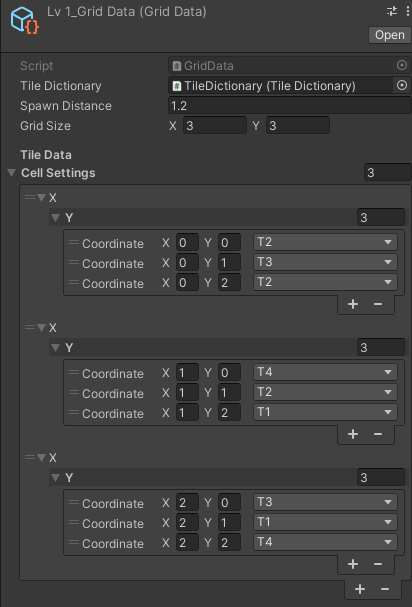 Lv 1_Grid Data (Grid Data)
Open
Script GridData
Tile Dictionary TileDictionary (Tile Dictionary)
Spawn Distance 1.2
Grid Size X 3 Y 3
Tile Data
Cell Settings 3
X
Y 3
Coordinate X 0 Y 0 T2
Coordinate X 0 Y 1 T3
Coordinate X 0 Y 2 T2
+ −
X
Y 3
Coordinate X 1 Y 0 T4
Coordinate X 1 Y 1 T2
Coordinate X 1 Y 2 T1
+ −
X
Y 3
Coordinate X 2 Y 0 T3
Coordinate X 2 Y 1 T1
Coordinate X 2 Y 2 T4
+ −
+ −